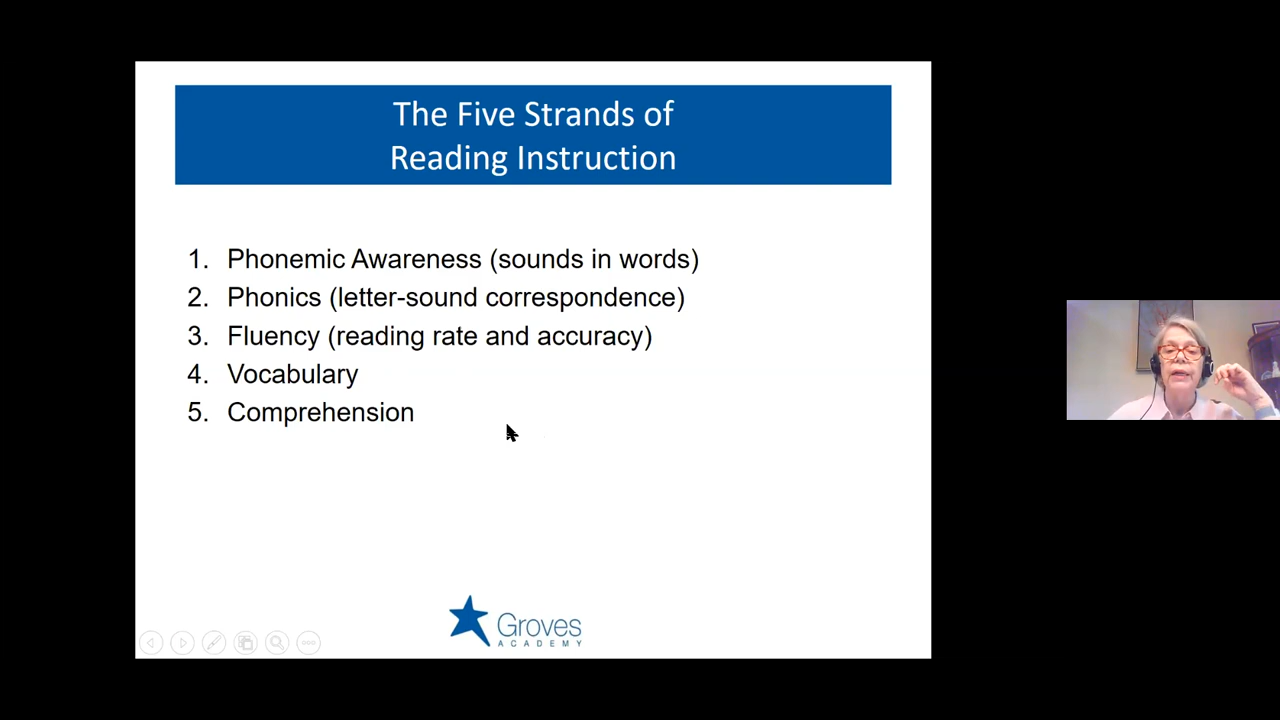 The Five Strands of
Reading Instruction
1. Phonemic Awareness (sounds in words)
2. Phonics (letter-sound correspondence)
3. Fluency (reading rate and accuracy)
4. Vocabulary
5. Comprehension
Groves
ACADEMY